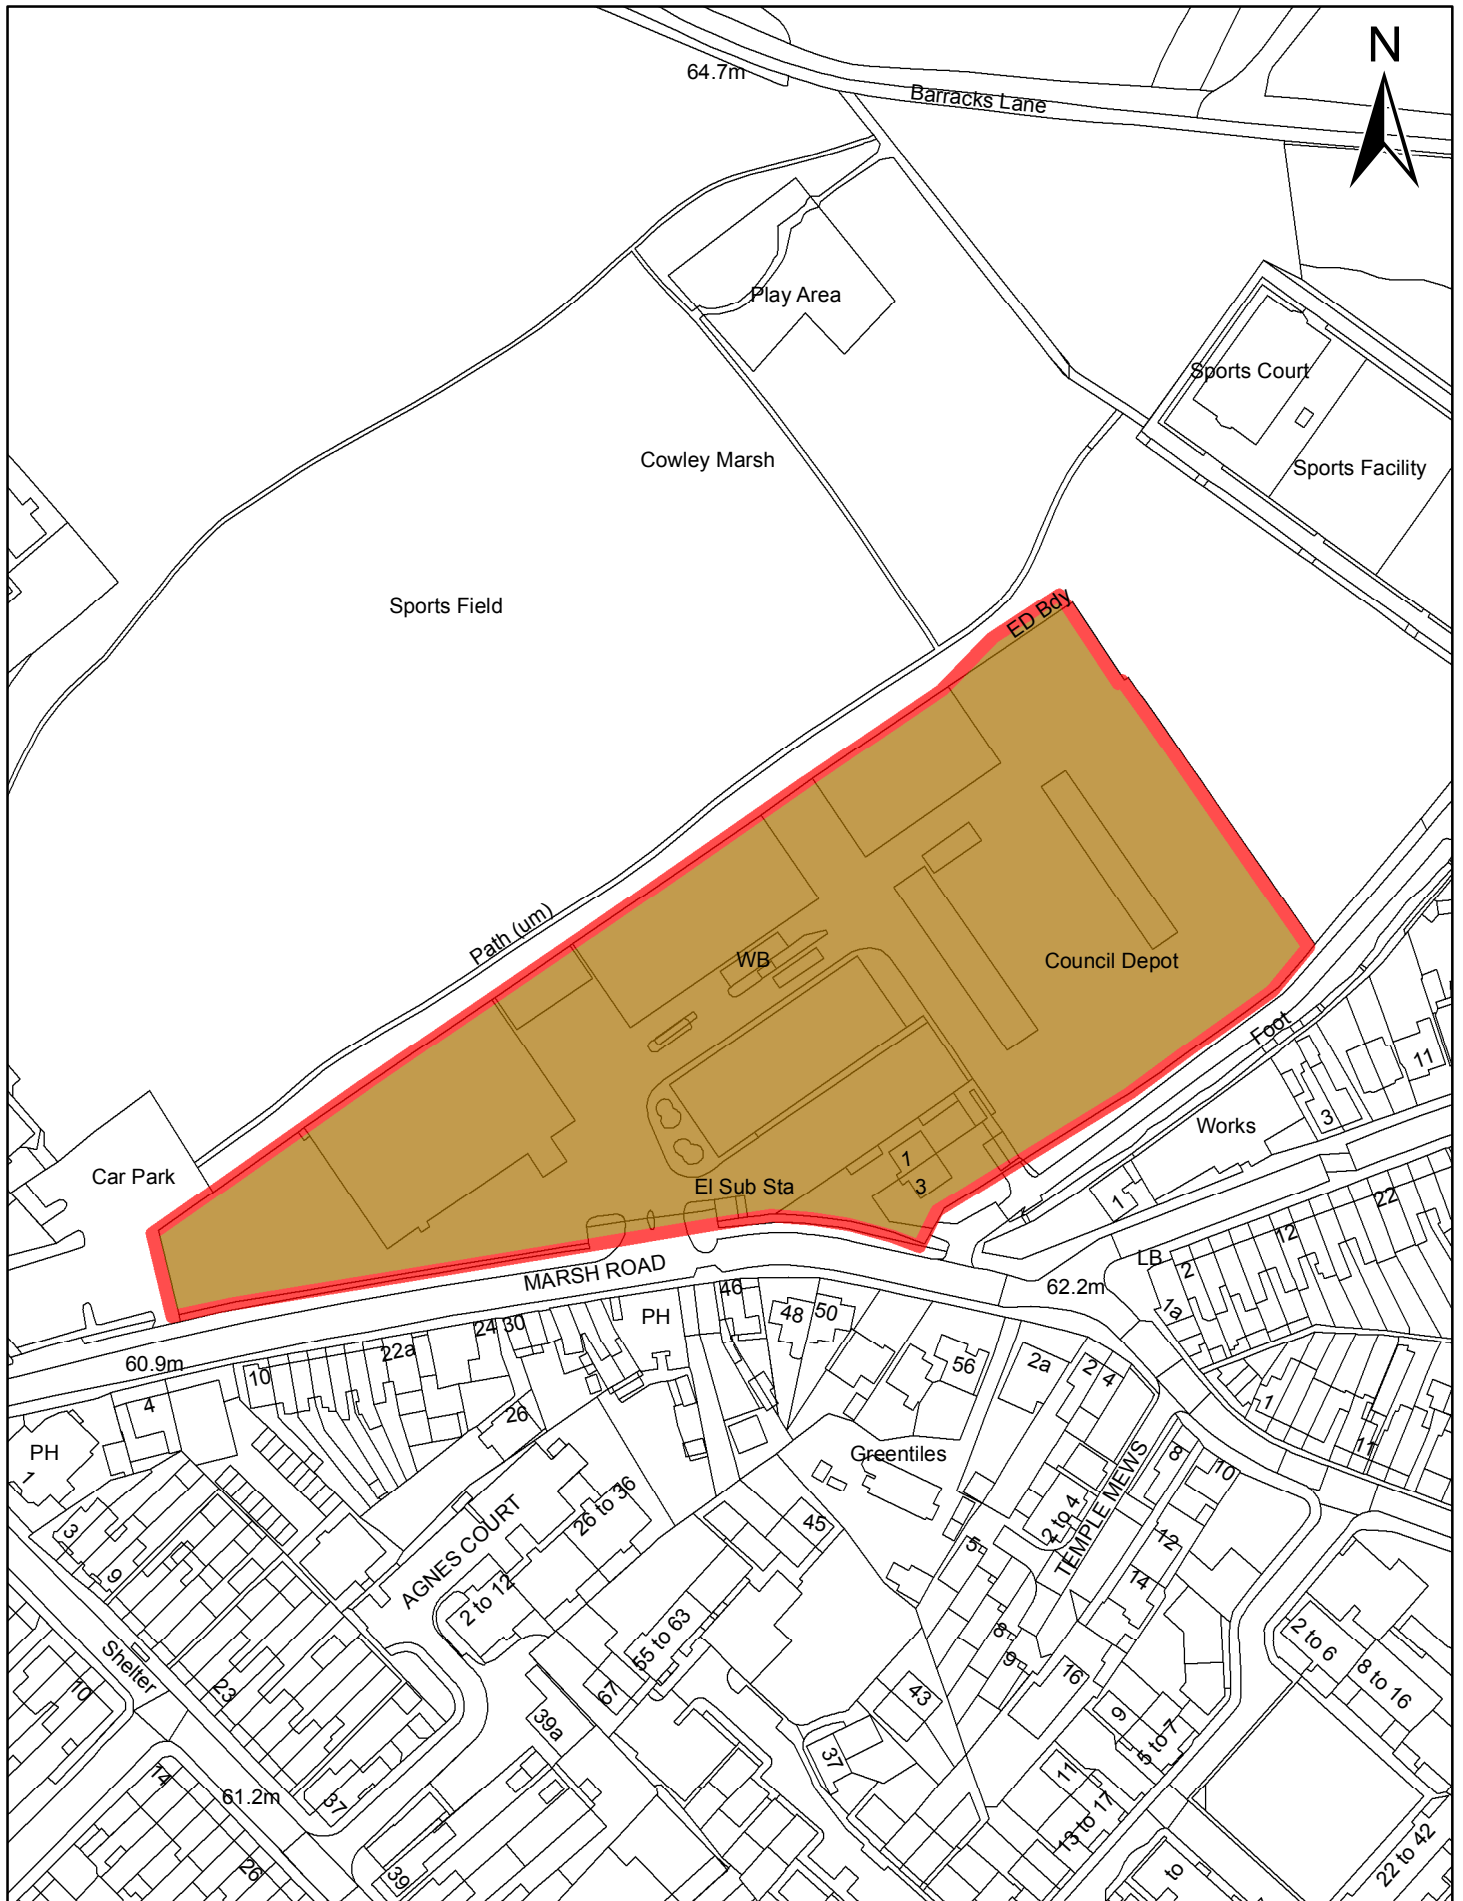 N
64.7m
Barracks Lane
Play Area
Sports Court
Cowley Marsh
Sports Facility
Sports Field
ED Bdy
Path (um)
WB
Council Depot
Foot
11
3
Works
1
3
Car Park
El Sub Sta
1
22
12
2
LB
1a
MARSH ROAD
62.2m
46
48
50
PH
24
30
22a
60.9m
10
4
26
56
2a
2
4
1
11
PH
1
3
9
Greentiles
8
10
TEMPLE MEWS
2 to 4
12
14
5
45
26 to 36
AGNES COURT
2 to 12
55 to 63
8
9
16
2 to 6
8 to 16
Shelter
10
23
67
39a
43
9
5 to 7
37
11
13 to 17
14
61.2m
37
26
39
to
22 to 42